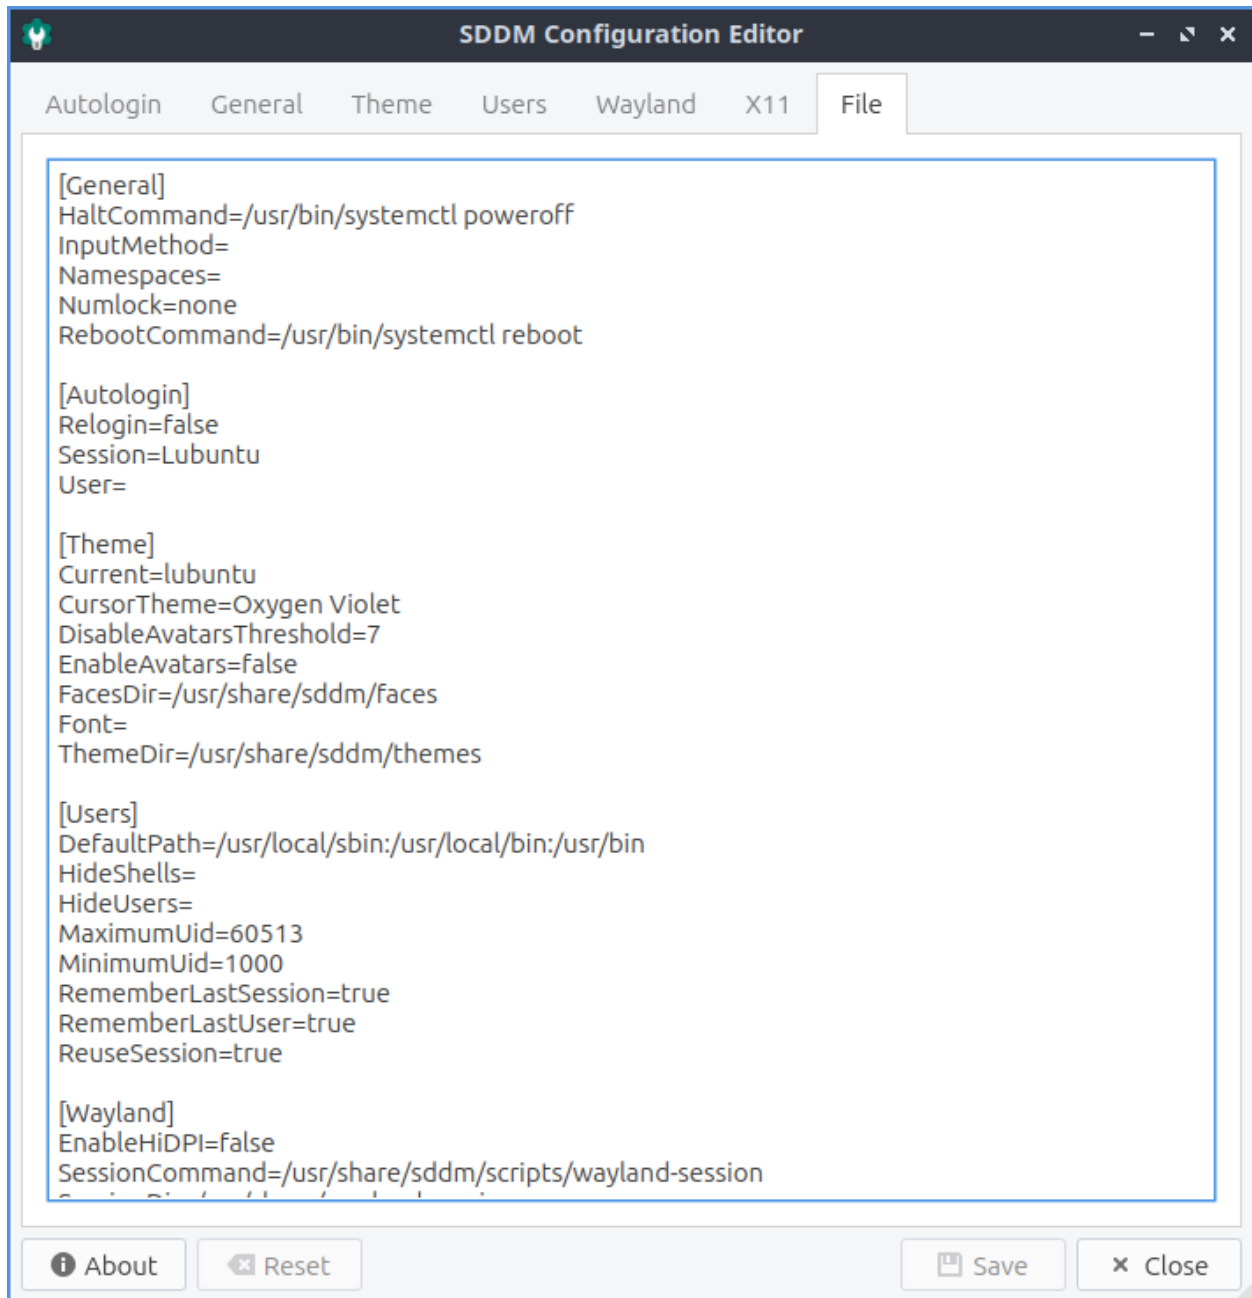 SDDM Configuration Editor
Autologin General Theme Users Wayland X11 File
[General]
HaltCommand=/usr/bin/systemctl poweroff
InputMethod=
Namespaces=
Numlock=none
RebootCommand=/usr/bin/systemctl reboot
[Autologin]
Relogin=false
Session=Lubuntu
User=
[Theme]
Current=lubuntu
CursorTheme=Oxygen Violet
DisableAvatarsThreshold=7
EnableAvatars=false
FacesDir=/usr/share/sddm/faces
Font=
ThemeDir=/usr/share/sddm/themes
[Users]
DefaultPath=/usr/local/sbin:/usr/local/bin:/usr/bin
HideShells=
HideUsers=
MaximumUid=60513
MinimumUid=1000
RememberLastSession=true
RememberLastUser=true
ReuseSession=true
[Wayland]
EnableHiDPI=false
SessionCommand=/usr/share/sddm/scripts/wayland-session
About Reset Save Close